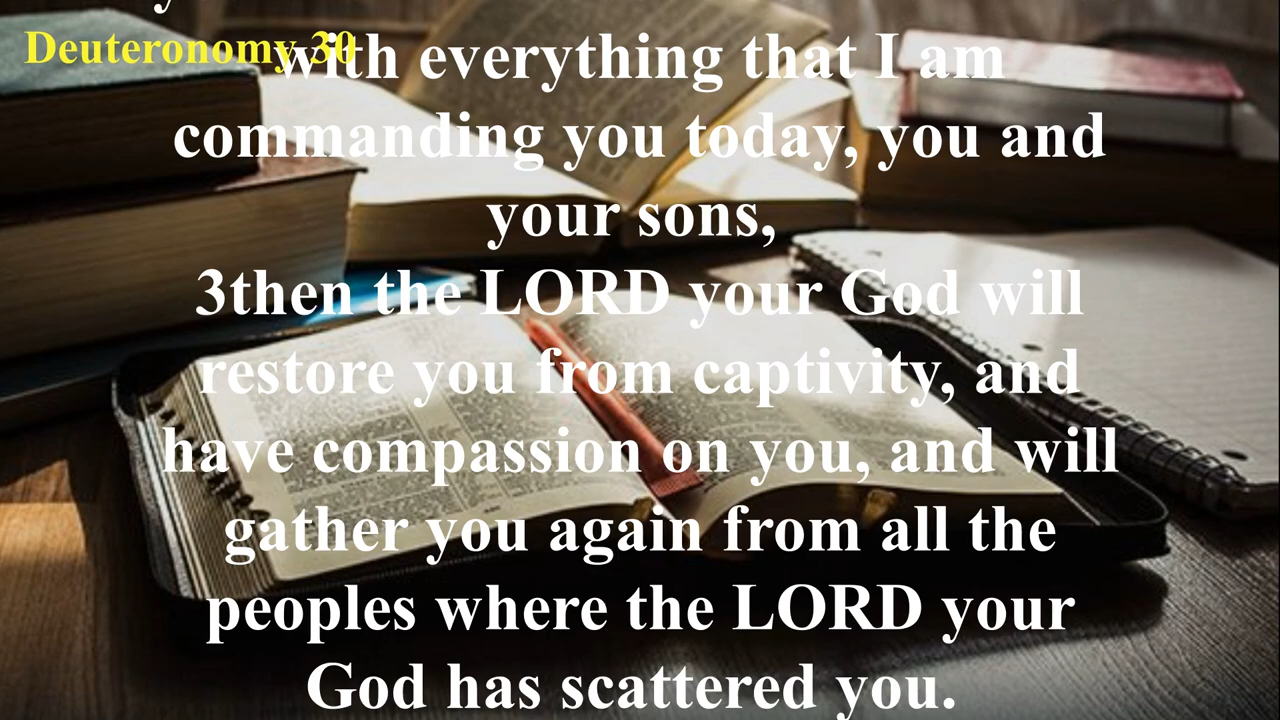 Deuteronomy 30
with everything that I am
commanding you today, you and
your sons,
3then the LORD your God will
restore you from captivity, and
have compassion on you, and will
gather you again from all the
peoples where the LORD your
God has scattered you.